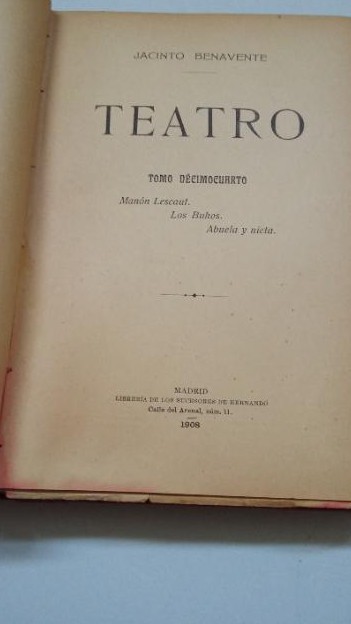 JACINTO BENAVENTE
TEATRO
TOMO DÉCIMOCUARTO
Manón Lescaut.
Los Buhos.
Abuela y nieta.
MADRID
LIBRERÍA DE LOS SUCESORES DE HERNANDO
Calle del Arenal, núm. 11.
1908